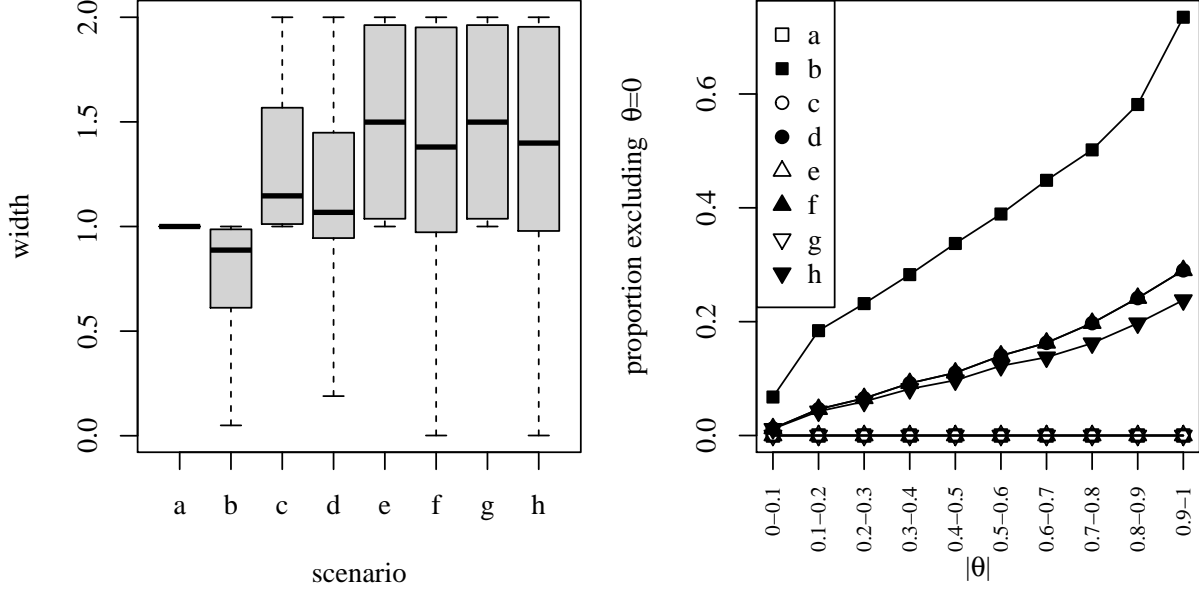 width
2.0
1.5
1.0
0.5
0.0
a b c d e f g h
scenario
proportion excluding θ=0
0.6
0.4
0.2
0.0
a
b
c
d
e
f
g
h
0−0.1
0.1−0.2
0.2−0.3
0.3−0.4
0.4−0.5
0.5−0.6
0.6−0.7
0.7−0.8
0.8−0.9
0.9−1
|θ|